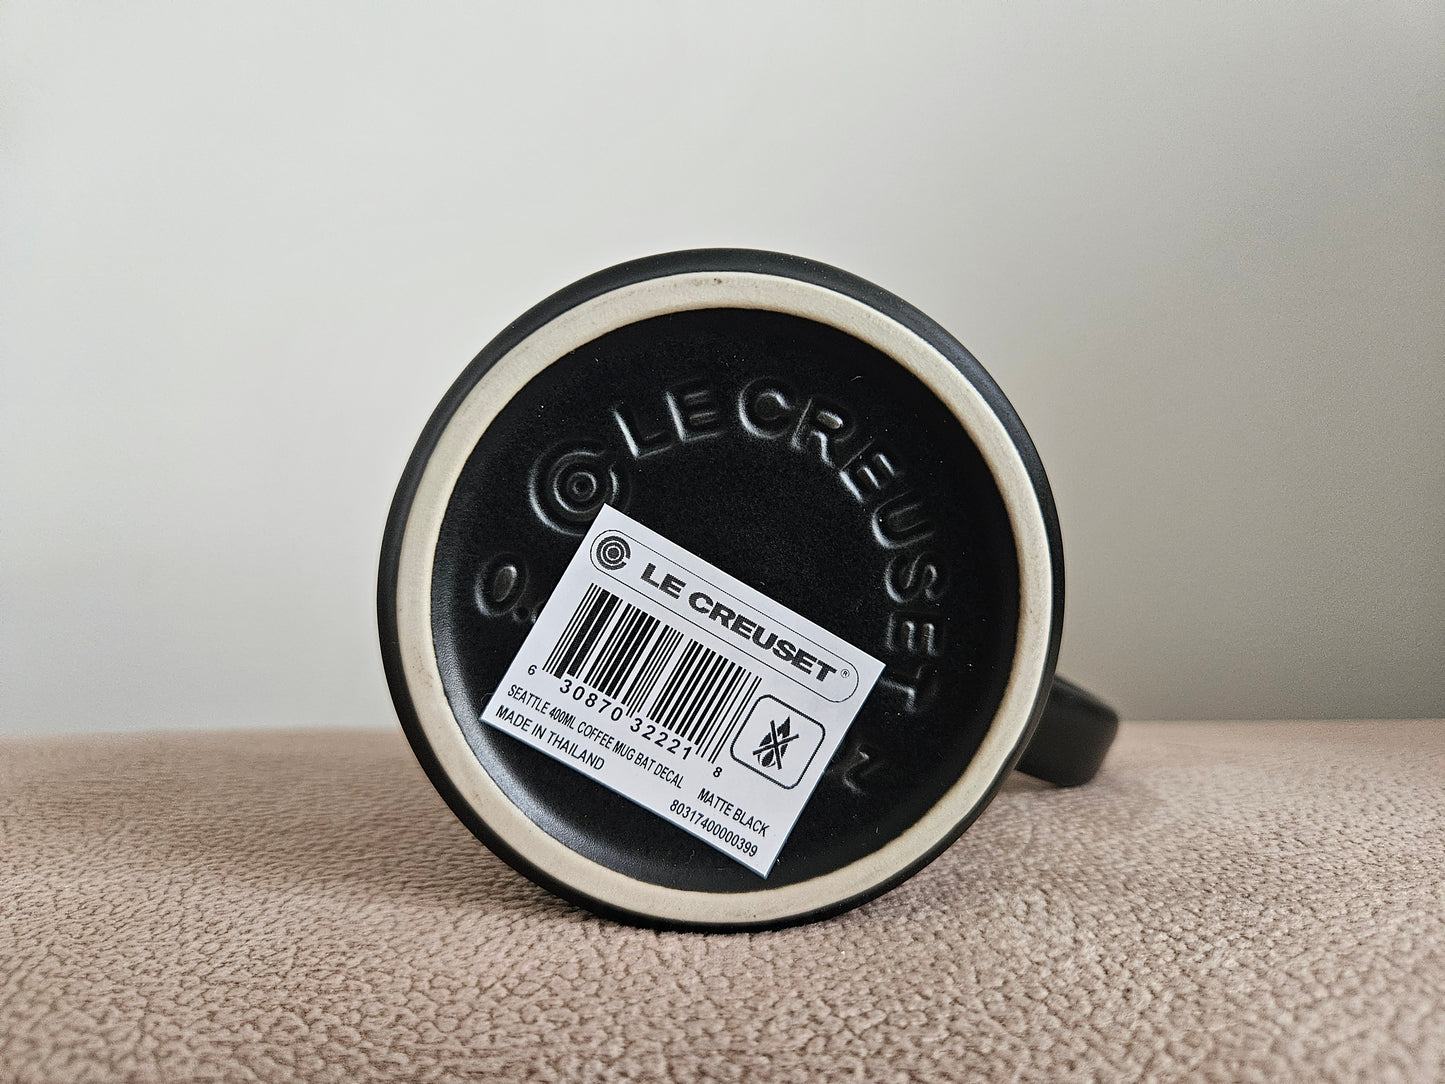 LE CREUSET
0.
Z
LE CREUSET®
6 30870 32221 8
SEATTLE 400ML COFFEE MUG BAT DECAL
MADE IN THAILAND
MATTE BLACK
80317400000399